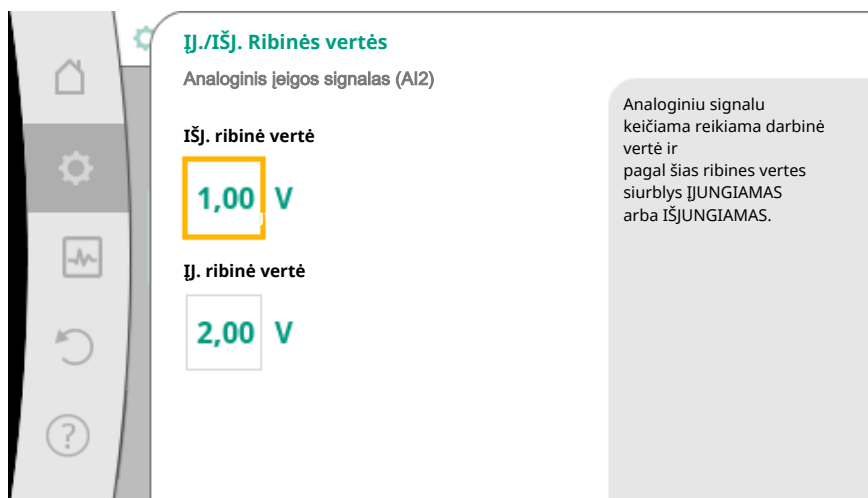 ĮJ./IŠJ. Ribinės vertės
Analoginis įeigos signalas (AI2)
IŠJ. ribinė vertė
1,00 V
ĮJ. ribinė vertė
2,00 V
Analoginiu signalu
keičiama reikiama darbinė
vertė ir
pagal šias ribines vertes
siurblys ĮJUNGIAMAS
arba IŠJUNGIAMAS.
?